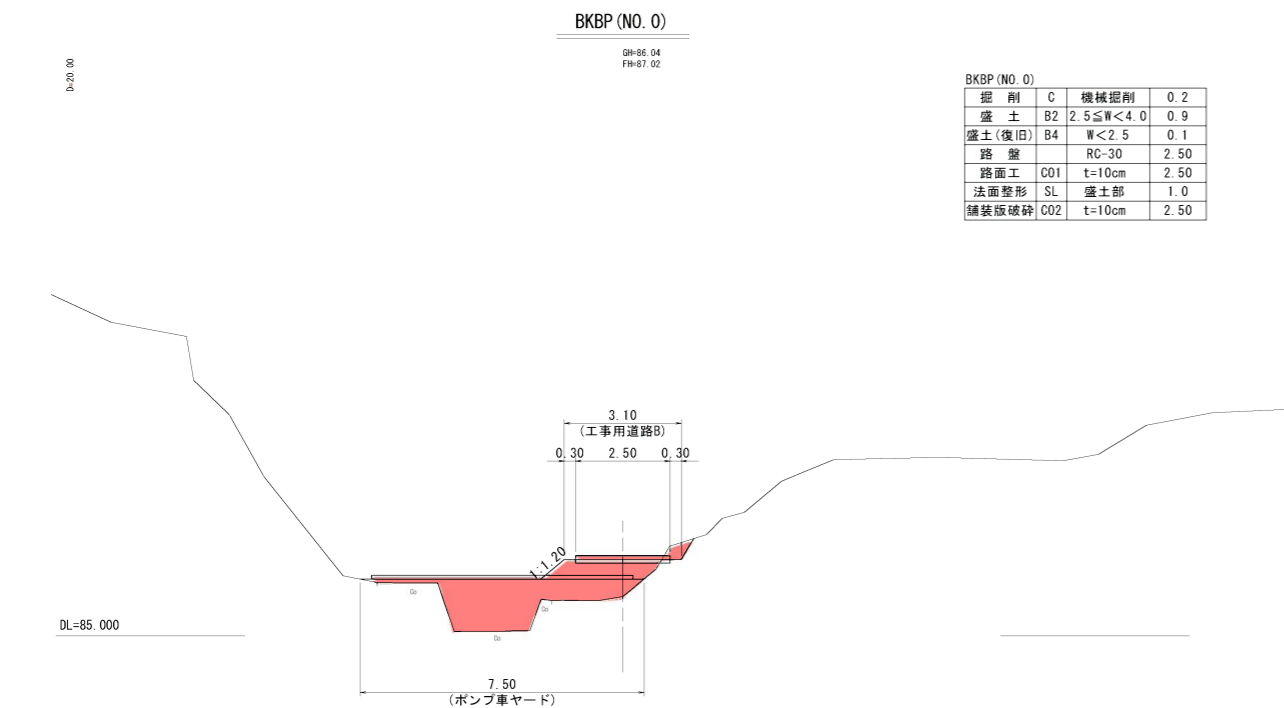 BKBP(NO.0)
GH=86.04
FH=87.02
D=20.00
BKBP(NO.0)
掘 削 C 機械掘削 0.2
盛 土 B2 2.5≦W<4.0 0.9
盛土(復旧) B4 W<2.5 0.1
路 盤 RC-30 2.50
路面工 CO1 t=10cm 2.50
法面整形 SL 盛土部 1.0
舗装版破砕 CO2 t=10cm 2.50
3.10
(工事用道路B)
0.30 2.50 0.30
1:1.20
Co
Co
Co
DL=85.000
7.50
(ポンプ車ヤード)